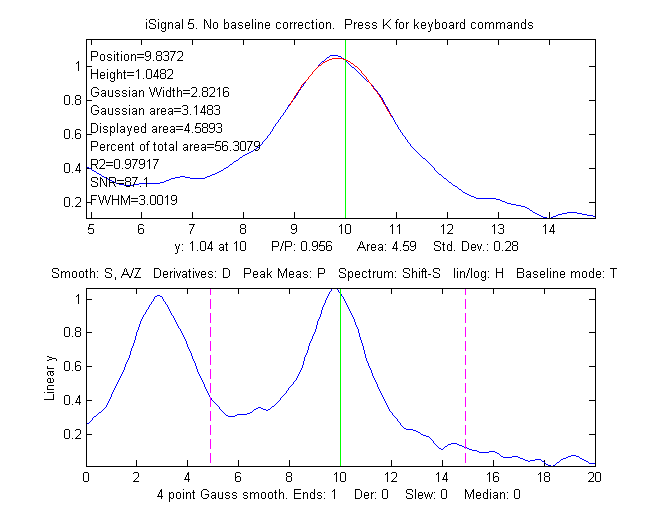 iSignal 5. No baseline correction. Press K for keyboard commands
Position=9.8372
Height=1.0482
Gaussian Width=2.8216
Gaussian area=3.1483
Displayed area=4.5893
Percent of total area=56.3079
R2=0.97917
SNR=87.1
FWHM=3.0019
1
0.8
0.6
0.4
0.2
5 6 7 8 9 10 11 12 13 14
y: 1.04 at 10 P/P: 0.956 Area: 4.59 Std. Dev.: 0.28
Smooth: S, A/Z Derivatives: D Peak Meas: P Spectrum: Shift-S lin/log: H Baseline mode: T
Linear y
1
0.8
0.6
0.4
0.2
0 2 4 6 8 10 12 14 16 18 20
4 point Gauss smooth. Ends: 1 Der: 0 Slew: 0 Median: 0